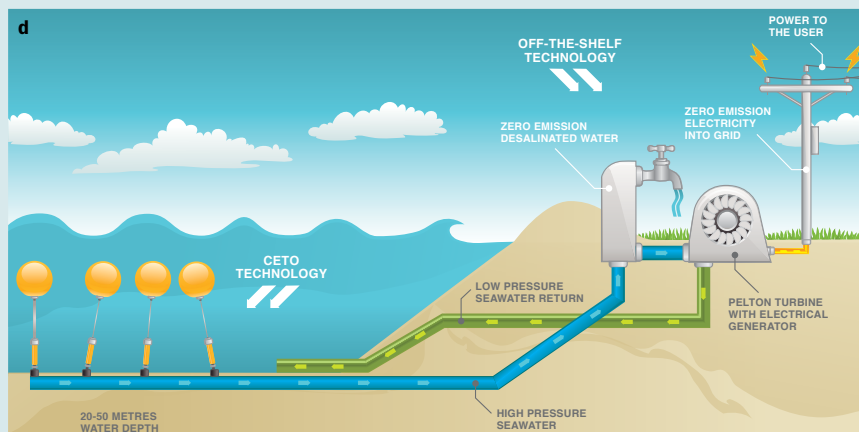 d
OFF-THE-SHELF
TECHNOLOGY
POWER TO
THE USER
ZERO EMISSION
DESALINATED WATER
ZERO EMISSION
ELECTRICITY
INTO GRID
CETO
TECHNOLOGY
LOW PRESSURE
SEAWATER RETURN
PELTON TURBINE
WITH ELECTRICAL
GENERATOR
20-50 METRES
WATER DEPTH
HIGH PRESSURE
SEAWATER